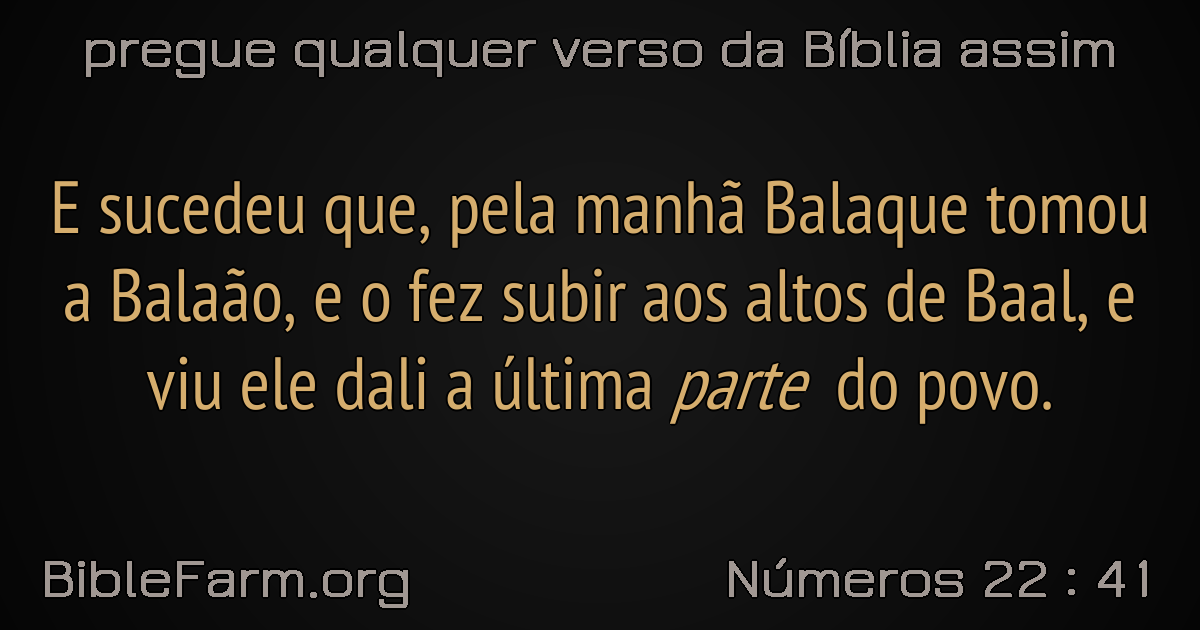 pregue qualquer verso da Bíblia assim
E sucedeu que, pela manhã Balaque tomou
a Balaão, e o fez subir aos altos de Baal, e
viu ele dali a última parte do povo.
BibleFarm.org
Números 22 : 41